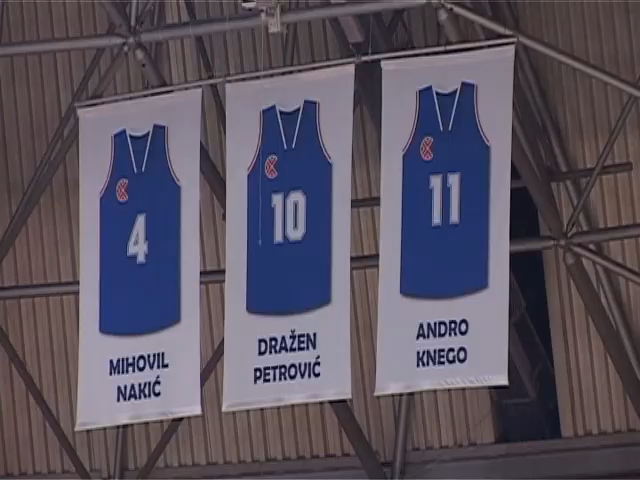 4
MIHOVIL
NAKIĆ
10
DRAŽEN
PETROVIĆ
11
ANDRO
KNEGO